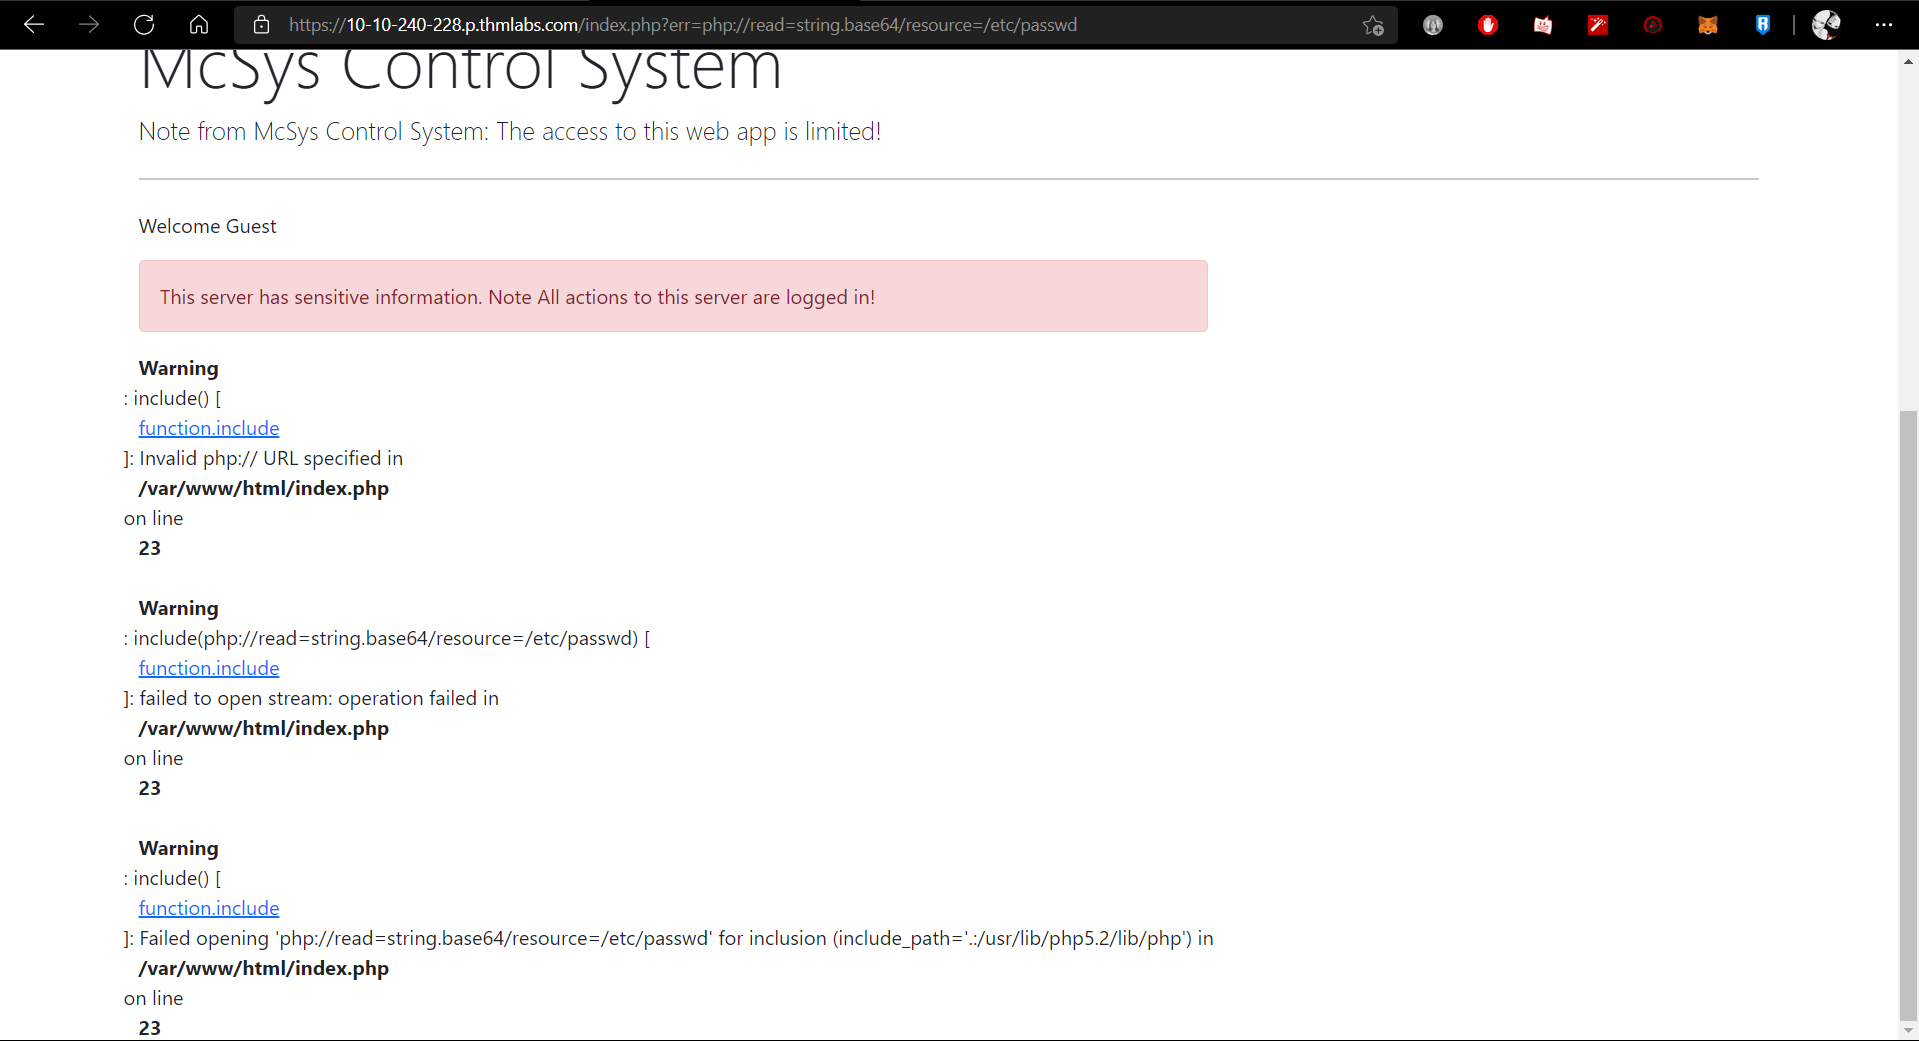 https://10-10-240-228.p.thmlabs.com/index.php?err=php://read=string.base64/resource=/etc/passwd
McSys Control System
Note from McSys Control System: The access to this web app is limited!
Welcome Guest
This server has sensitive information. Note All actions to this server are logged in!
Warning
: include() [
function.include
]: Invalid php:// URL specified in
/var/www/html/index.php
on line
23
Warning
: include(php://read=string.base64/resource=/etc/passwd) [
function.include
]: failed to open stream: operation failed in
/var/www/html/index.php
on line
23
Warning
: include() [
function.include
]: Failed opening 'php://read=string.base64/resource=/etc/passwd' for inclusion (include_path='.:/usr/lib/php5.2/lib/php') in
/var/www/html/index.php
on line
23